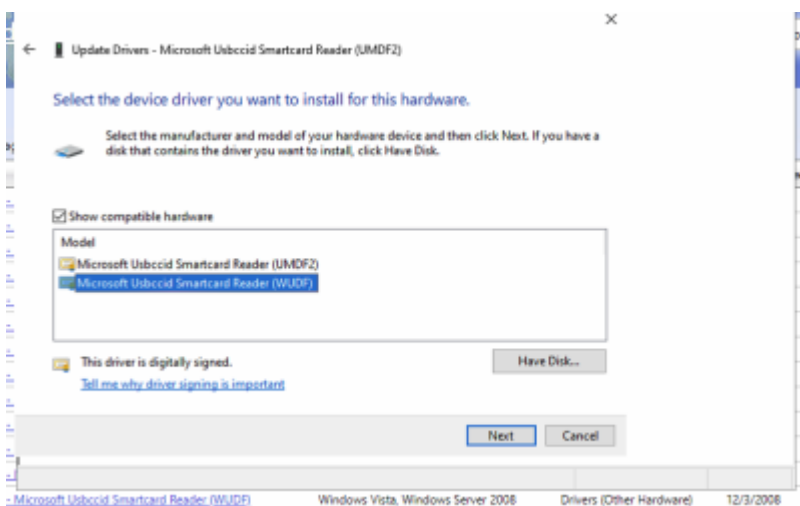 Update Drivers - Microsoft Usbccid Smartcard Reader (UMDF2)
Select the device driver you want to install for this hardware.
Select the manufacturer and model of your hardware device and then click Next. If you have a
disk that contains the driver you want to install, click Have Disk.
Show compatible hardware
Model
Microsoft Usbccid Smartcard Reader (UMDF2)
Microsoft Usbccid Smartcard Reader (WUDF)
This driver is digitally signed.
Have Disk...
Tell me why driver signing is important
Next
Cancel
- Microsoft Usbccid Smartcard Reader (WUDF) Windows Vista, Windows Server 2008 Drivers (Other Hardware) 12/3/2008